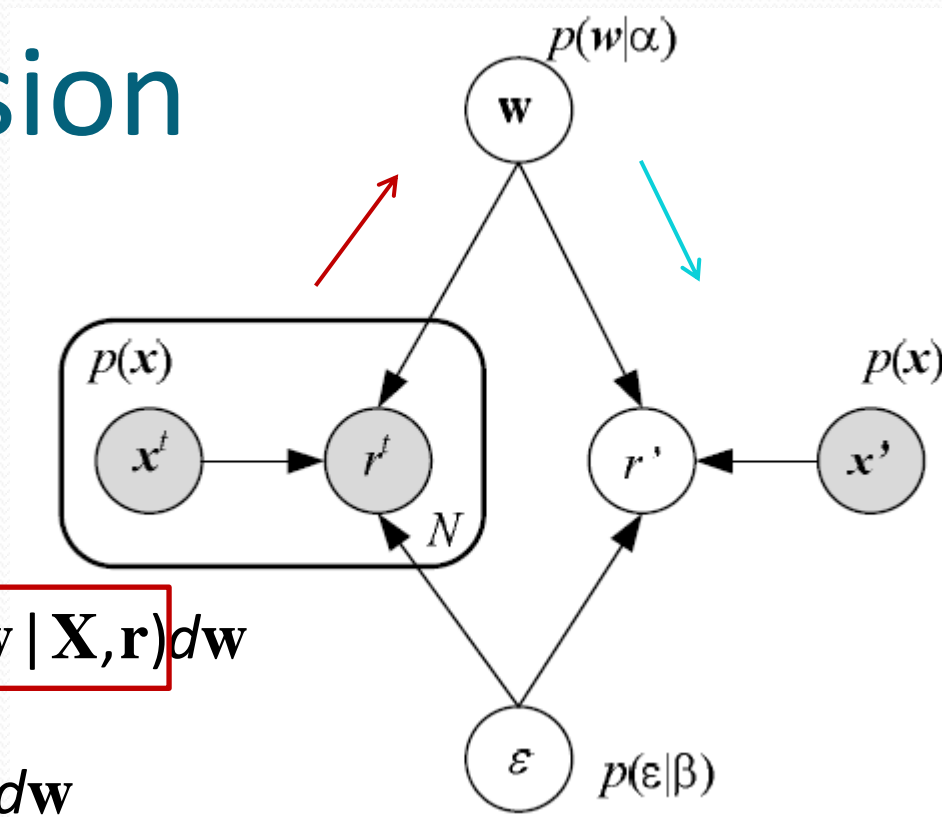 p(w|α)
sion
w
p(x)
p(x)
x^t
r^t
r'
x'
N
| X, r)dw
dw
ε
p(ε|β)